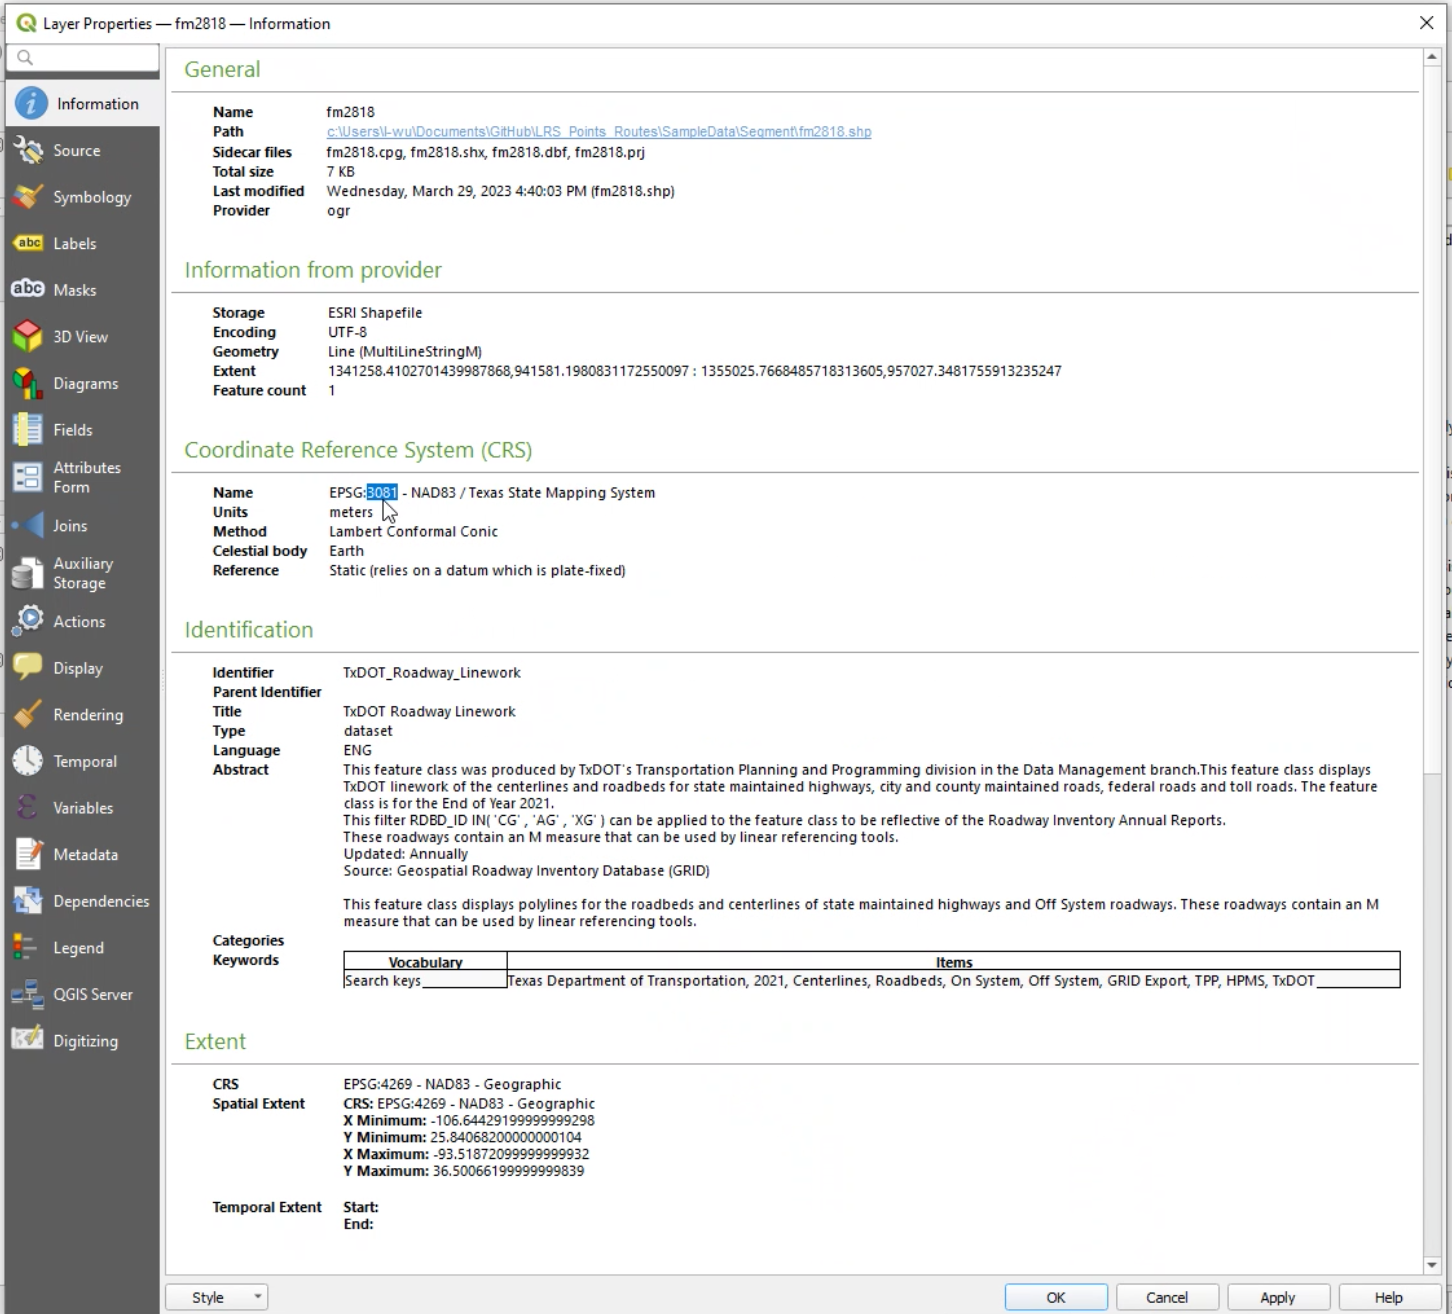 Layer Properties — fm2818 — Information
Information
Source
Symbology
abc Labels
abc Masks
3D View
Diagrams
Fields
Attributes
Form
Joins
Auxiliary
Storage
Actions
Display
Rendering
Temporal
Variables
Metadata
Dependencies
Legend
QGIS Server
Digitizing
General
Name fm2818
Path c:\Users\l-wu\Documents\GitHub\LRS_Points_Routes\SampleData\Segment\fm2818.shp
Sidecar files fm2818.cpg, fm2818.shx, fm2818.dbf, fm2818.prj
Total size 7 KB
Last modified Wednesday, March 29, 2023 4:40:03 PM (fm2818.shp)
Provider ogr
Information from provider
Storage ESRI Shapefile
Encoding UTF-8
Geometry Line (MultiLineStringM)
Extent 1341258.4102701439987868,941581.1980831172550097 : 1355025.7668485718313605,957027.3481755913235247
Feature count 1
Coordinate Reference System (CRS)
Name EPSG:3081 - NAD83 / Texas State Mapping System
Units meters
Method Lambert Conformal Conic
Celestial body Earth
Reference Static (relies on a datum which is plate-fixed)
Identification
Identifier TxDOT_Roadway_Linework
Parent Identifier
Title TxDOT Roadway Linework
Type dataset
Language ENG
Abstract This feature class was produced by TxDOT's Transportation Planning and Programming division in the Data Management branch.This feature class displays
TxDOT linework of the centerlines and roadbeds for state maintained highways, city and county maintained roads, federal roads and toll roads. The feature
class is for the End of Year 2021.
This filter RDBD_ID IN( 'CG' , 'AG' , 'XG' ) can be applied to the feature class to be reflective of the Roadway Inventory Annual Reports.
These roadways contain an M measure that can be used by linear referencing tools.
Updated: Annually
Source: Geospatial Roadway Inventory Database (GRID)
This feature class displays polylines for the roadbeds and centerlines of state maintained highways and Off System roadways. These roadways contain an M
measure that can be used by linear referencing tools.
Categories
Keywords
Vocabulary Items
Search keys Texas Department of Transportation, 2021, Centerlines, Roadbeds, On System, Off System, GRID Export, TPP, HPMS, TxDOT
Extent
CRS EPSG:4269 - NAD83 - Geographic
Spatial Extent CRS: EPSG:4269 - NAD83 - Geographic
X Minimum: -106.64429199999999298
Y Minimum: 25.84068200000000104
X Maximum: -93.51872099999999932
Y Maximum: 36.50066199999999839
Temporal Extent Start:
End:
Style OK Cancel Apply Help